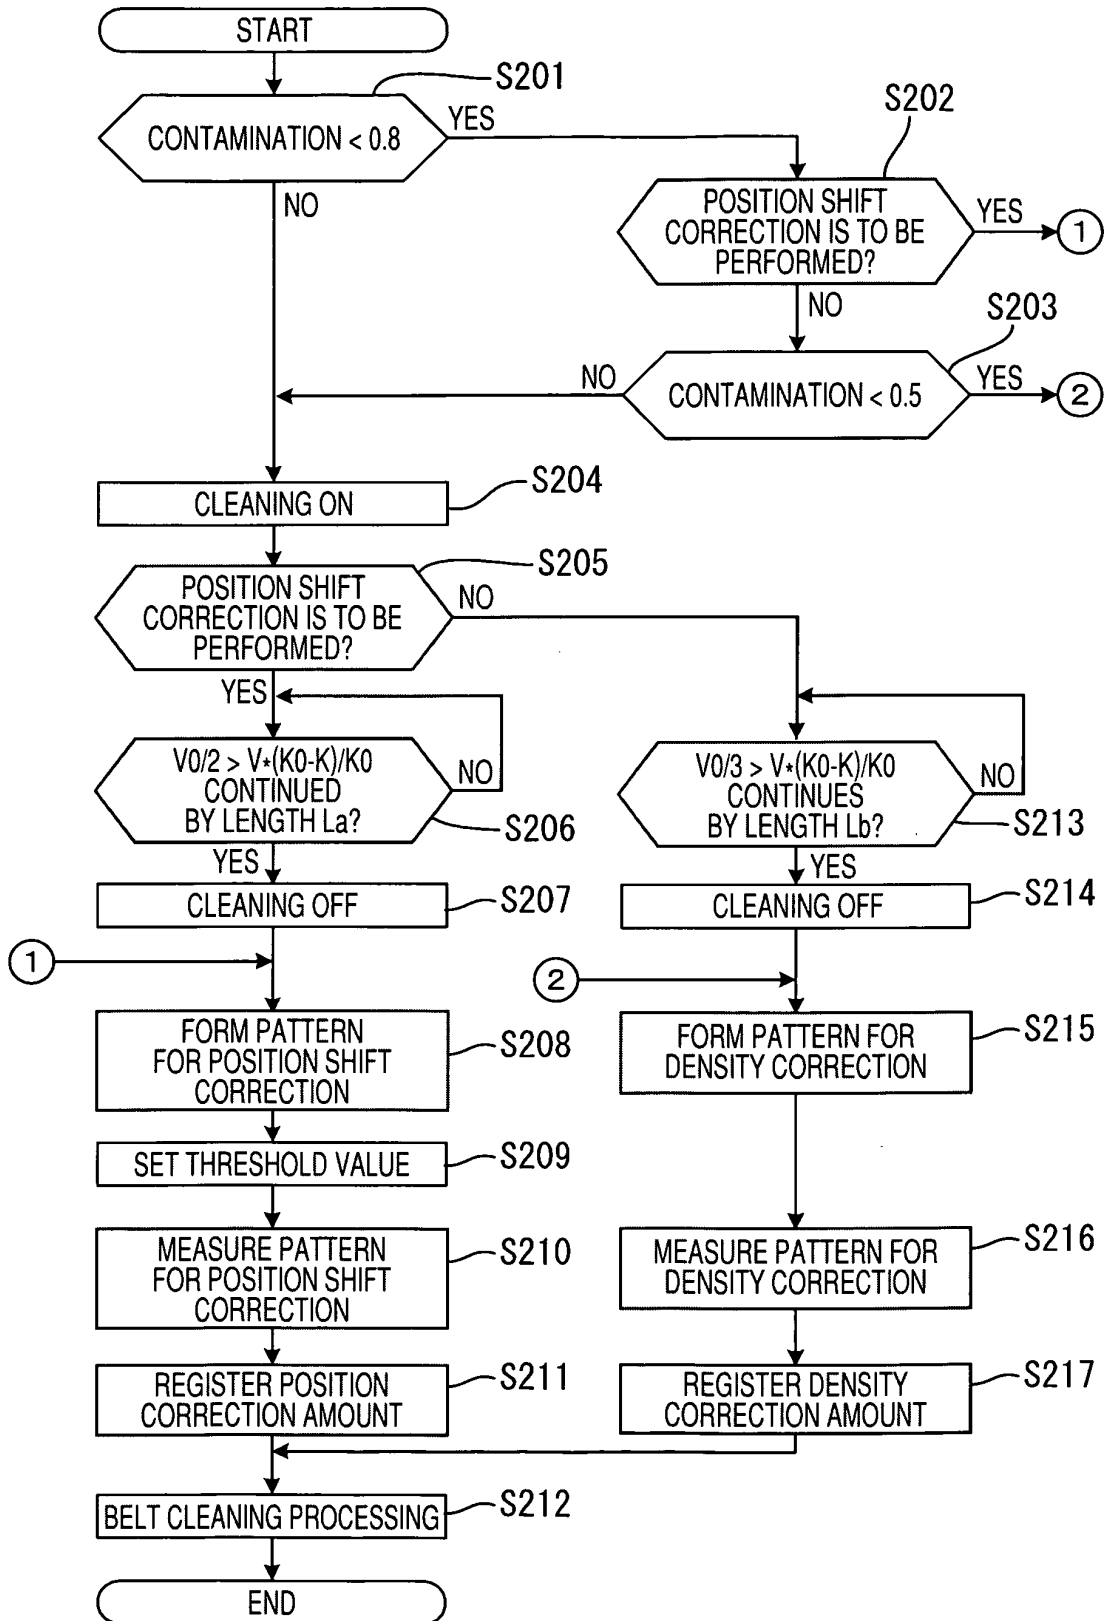 START
S201
CONTAMINATION < 0.8
YES
S202
NO
POSITION SHIFT
CORRECTION IS TO BE
PERFORMED?
YES
1
NO
S203
NO
CONTAMINATION < 0.5
YES
2
CLEANING ON
S204
S205
POSITION SHIFT
CORRECTION IS TO BE
PERFORMED?
NO
YES
V0/2 > V*(K0-K)/K0
CONTINUED
BY LENGTH La?
NO
S206
V0/3 > V*(K0-K)/K0
CONTINUES
BY LENGTH Lb?
NO
S213
YES
YES
CLEANING OFF
S207
CLEANING OFF
S214
1
2
FORM PATTERN
FOR POSITION SHIFT
CORRECTION
S208
FORM PATTERN FOR
DENSITY CORRECTION
S215
SET THRESHOLD VALUE
S209
MEASURE PATTERN
FOR POSITION SHIFT
CORRECTION
S210
MEASURE PATTERN FOR
DENSITY CORRECTION
S216
REGISTER POSITION
CORRECTION AMOUNT
S211
REGISTER DENSITY
CORRECTION AMOUNT
S217
BELT CLEANING PROCESSING
S212
END